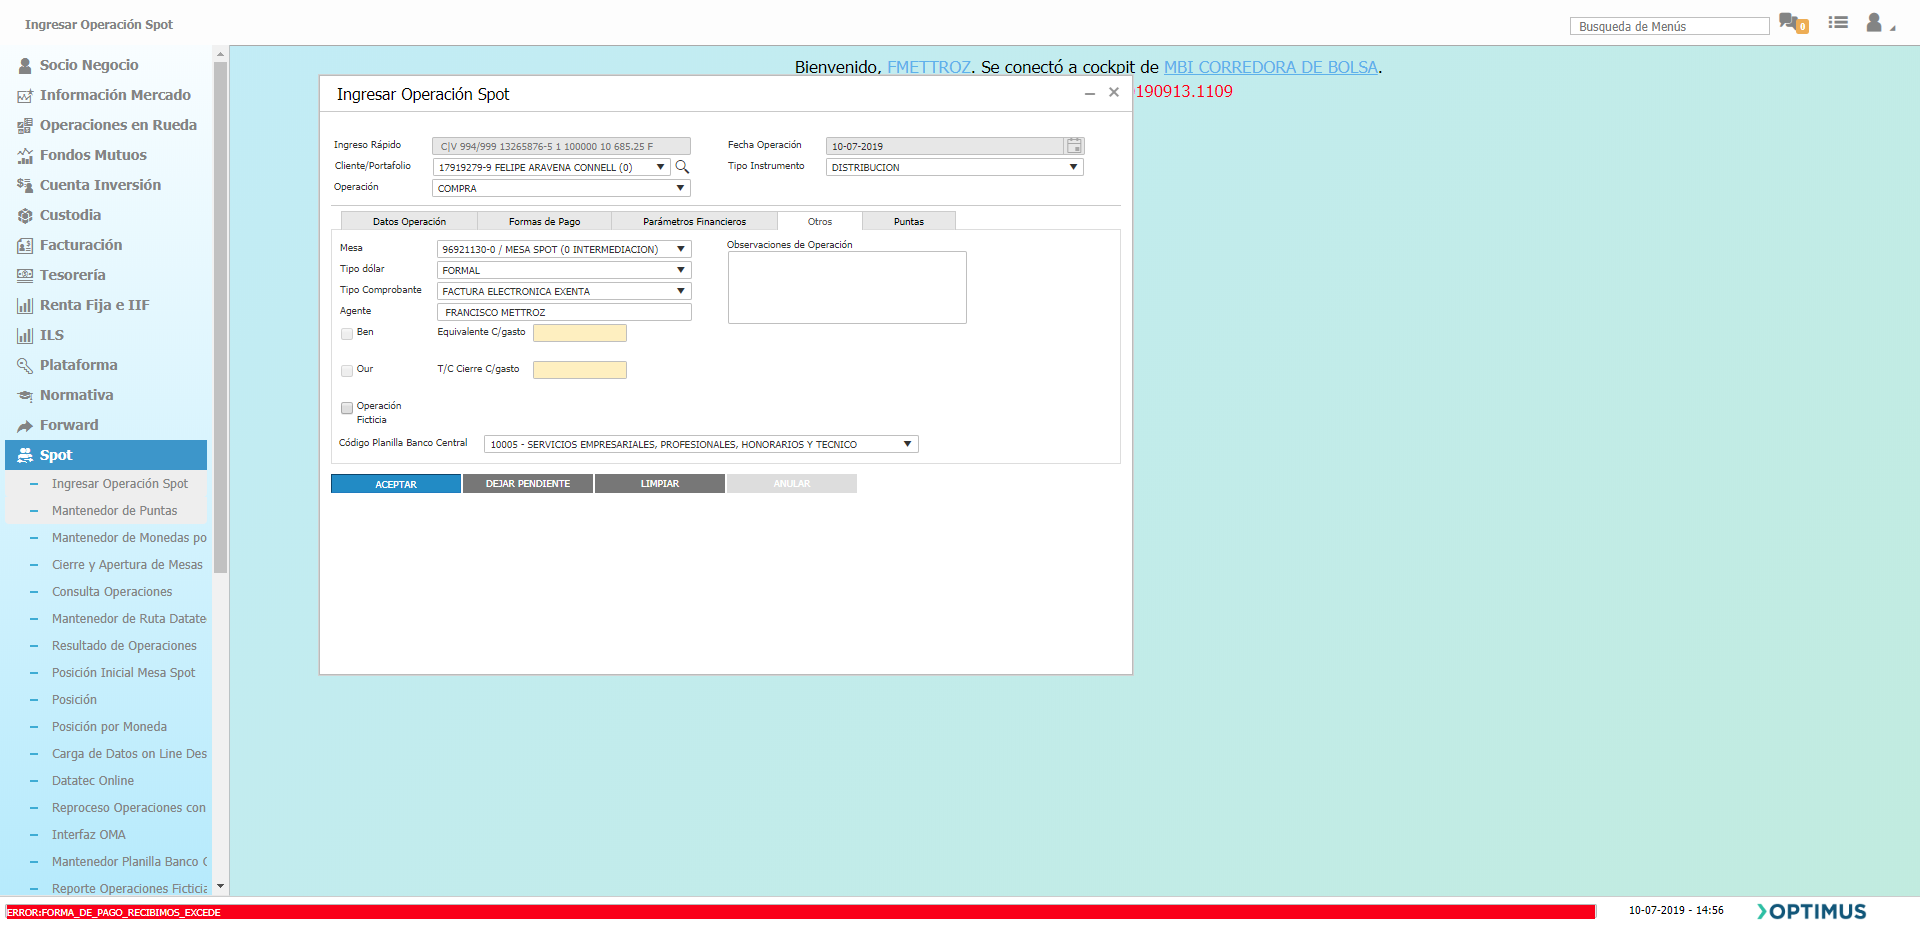 Ingresar Operación Spot
Busqueda de Menús
0
Socio Negocio
Información Mercado
Operaciones en Rueda
Fondos Mutuos
Cuenta Inversión
Custodia
Facturación
Tesorería
Renta Fija e IIF
ILS
Plataforma
Normativa
Forward
Spot
Ingresar Operación Spot
Mantenedor de Puntas
Mantenedor de Monedas po
Cierre y Apertura de Mesas
Consulta Operaciones
Mantenedor de Ruta Datate
Resultado de Operaciones
Posición Inicial Mesa Spot
Posición
Posición por Moneda
Carga de Datos on Line Des
Datatec Online
Reproceso Operaciones con
Interfaz OMA
Mantenedor Planilla Banco C
Reporte Operaciones Ficticia
Bienvenido, FMETTROZ. Se conectó a cockpit de MBI CORREDORA DE BOLSA.
190913.1109
Ingresar Operación Spot
Ingreso Rápido C|V 994/999 13265876-5 1 100000 10 685.25 F
Fecha Operación 10-07-2019
Cliente/Portafolio 17919279-9 FELIPE ARAVENA CONNELL (0)
Tipo Instrumento DISTRIBUCION
Operación COMPRA
Datos Operación Formas de Pago Parámetros Financieros Otros Puntas
Mesa 96921130-0 / MESA SPOT (0 INTERMEDIACION)
Observaciones de Operación
Tipo dólar FORMAL
Tipo Comprobante FACTURA ELECTRONICA EXENTA
Agente FRANCISCO METTROZ
Ben Equivalente C/gasto
Our T/C Cierre C/gasto
Operación
Ficticia
Código Planilla Banco Central 10005 - SERVICIOS EMPRESARIALES, PROFESIONALES, HONORARIOS Y TECNICO
ACEPTAR DEJAR PENDIENTE LIMPIAR ANULAR
ERROR:FORMA_DE_PAGO_RECIBIMOS_EXCEDE
10-07-2019 - 14:56
OPTIMUS